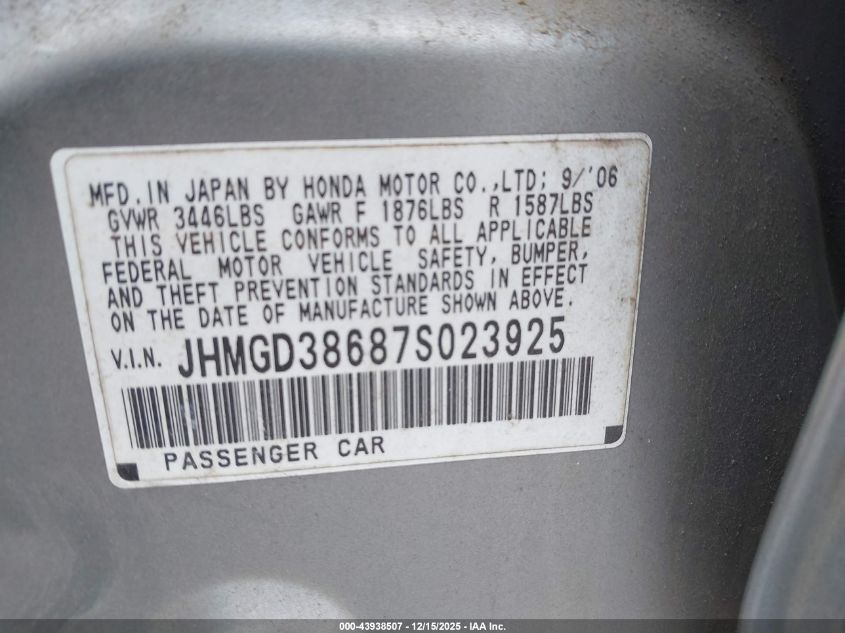 MFD. IN JAPAN BY HONDA MOTOR CO.,LTD; 9/'06
GVWR 3446LBS GAWR F 1876LBS R 1587LBS
THIS VEHICLE CONFORMS TO ALL APPLICABLE
FEDERAL MOTOR VEHICLE SAFETY, BUMPER,
AND THEFT PREVENTION STANDARDS IN EFFECT
ON THE DATE OF MANUFACTURE SHOWN ABOVE.
V.I.N. JHMGD38687S023925
PASSENGER CAR
000-43938507 - 12/15/2025 - IAA Inc.